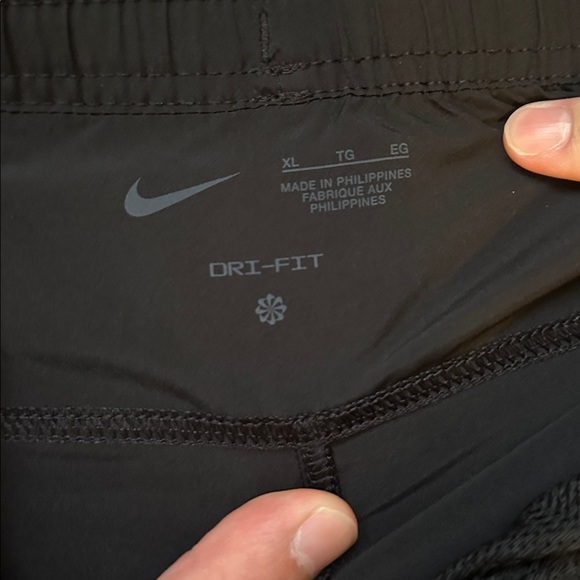 XL TG EG
MADE IN PHILIPPINES
FABRIQUE AUX
PHILIPPINES
DRI-FIT